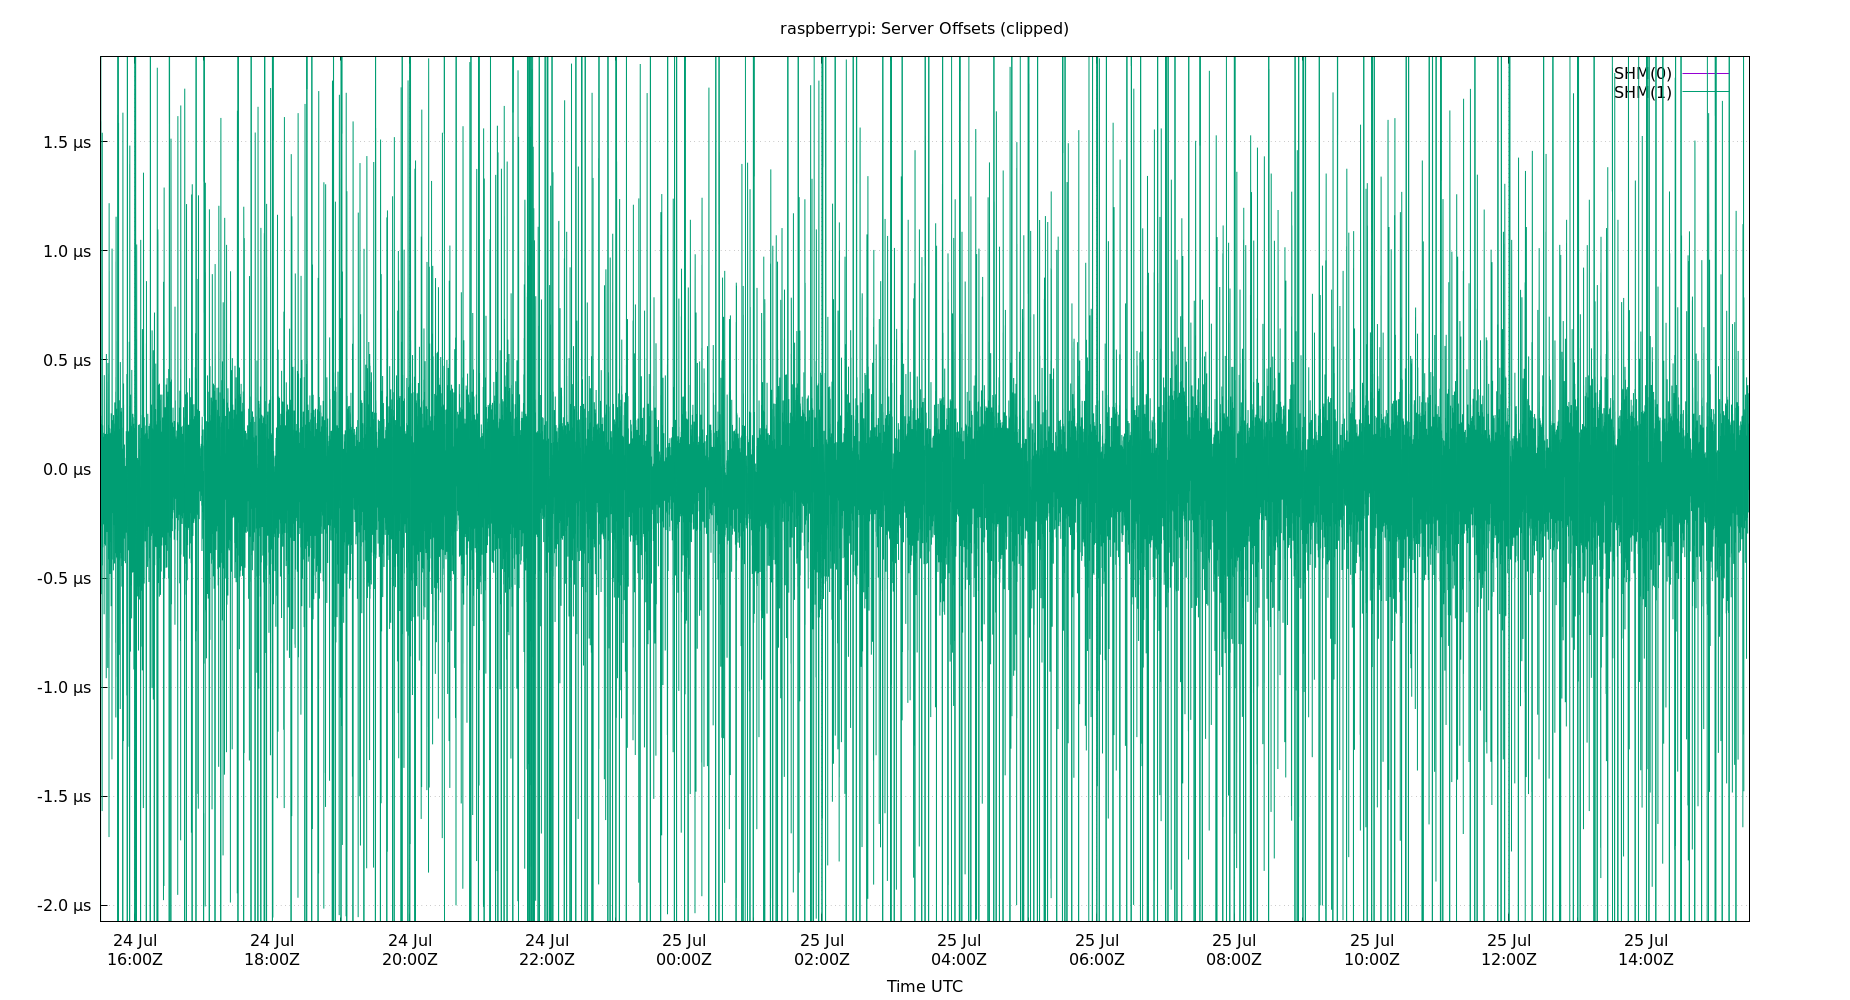 raspberrypi: Server Offsets (clipped)
SHM(0)
SHM(1)
1.5 μs
1.0 μs
0.5 μs
0.0 μs
-0.5 μs
-1.0 μs
-1.5 μs
-2.0 μs
24 Jul 24 Jul 24 Jul 24 Jul 25 Jul 25 Jul 25 Jul 25 Jul 25 Jul 25 Jul 25 Jul 25 Jul
16:00Z 18:00Z 20:00Z 22:00Z 00:00Z 02:00Z 04:00Z 06:00Z 08:00Z 10:00Z 12:00Z 14:00Z
Time UTC